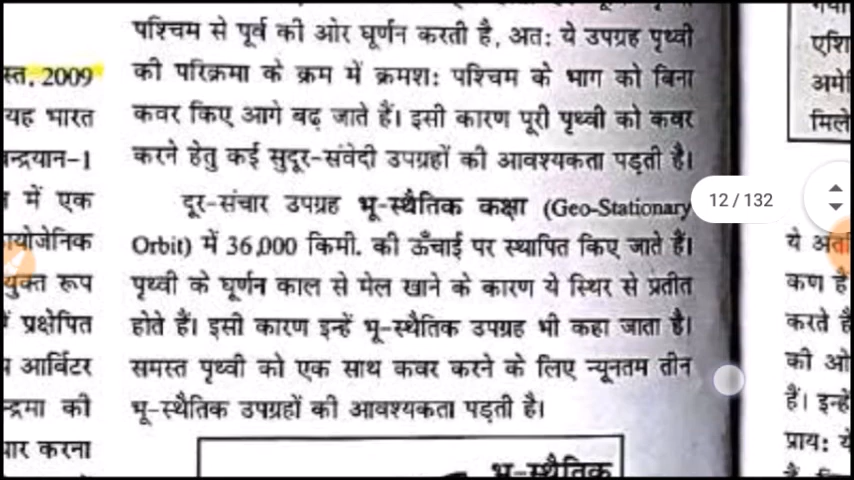 पश्चिम से पूर्व की ओर घूर्णन करती है, अतः ये उपग्रह पृथ्वी
की परिक्रमा के क्रम में क्रमशः पश्चिम के भाग को बिना
कवर किए आगे बढ़ जाते हैं। इसी कारण पूरी पृथ्वी को कवर
करने हेतु कई सुदूर-संवेदी उपग्रहों की आवश्यकता पड़ती है।
दूर-संचार उपग्रह भू-स्थैतिक कक्षा (Geo-Stationary
Orbit) में 36,000 किमी. की ऊँचाई पर स्थापित किए जाते हैं।
पृथ्वी के घूर्णन काल से मेल खाने के कारण ये स्थिर से प्रतीत
होते हैं। इसी कारण इन्हें भू-स्थैतिक उपग्रह भी कहा जाता है।
समस्त पृथ्वी को एक साथ कवर करने के लिए न्यूनतम तीन
भू-स्थैतिक उपग्रहों की आवश्यकता पड़ती है।
भू-स्थैतिक
स्त, 2009
यह भारत
न्द्रयान-1
में एक
ायोजेनिक
युक्त रूप
प्रक्षेपित
आर्विटर
न्द्रमा की
पार करना
12 / 132
एशि
अमे
मिले
ये अंत
कण है
करते है
की ओ
हैं। इन्हे
प्रायः ये